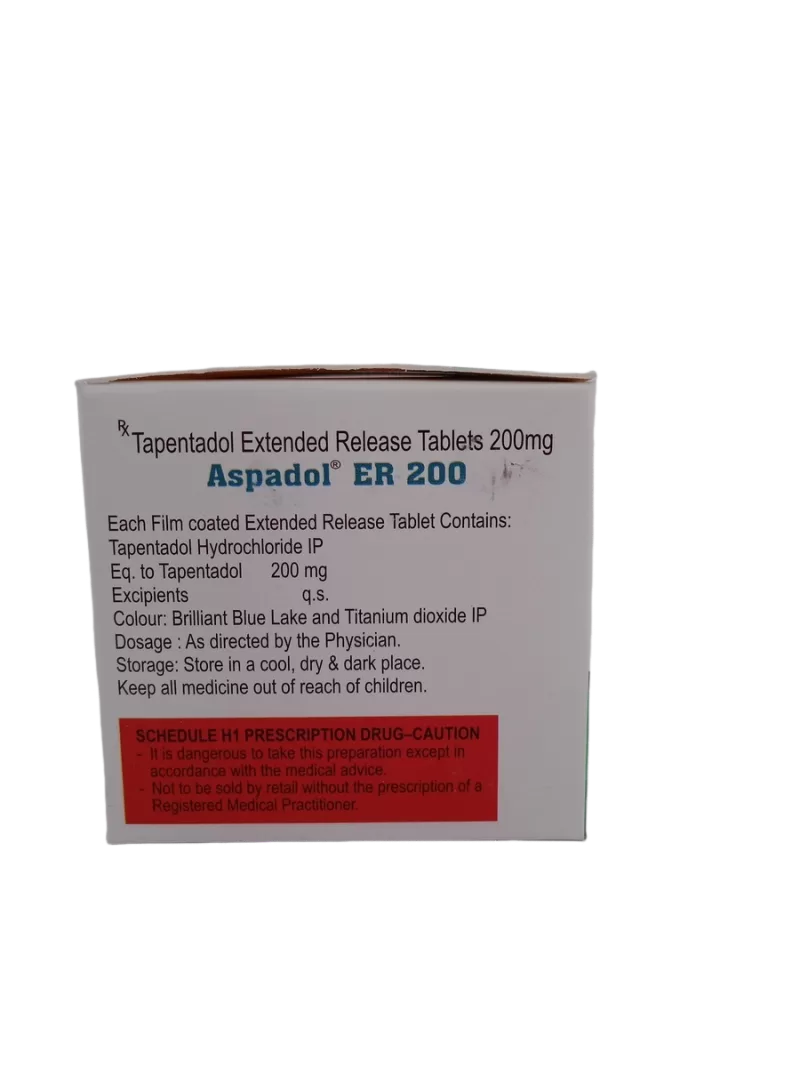 Rx Tapentadol Extended Release Tablets 200mg
Aspadol® ER 200
Each Film coated Extended Release Tablet Contains:
Tapentadol Hydrochloride IP
Eq. to Tapentadol 200 mg
Excipients q.s.
Colour: Brilliant Blue Lake and Titanium dioxide IP
Dosage : As directed by the Physician.
Storage: Store in a cool, dry & dark place.
Keep all medicine out of reach of children.
SCHEDULE H1 PRESCRIPTION DRUG–CAUTION
- It is dangerous to take this preparation except in
accordance with the medical advice.
- Not to be sold by retail without the prescription of a
Registered Medical Practitioner.